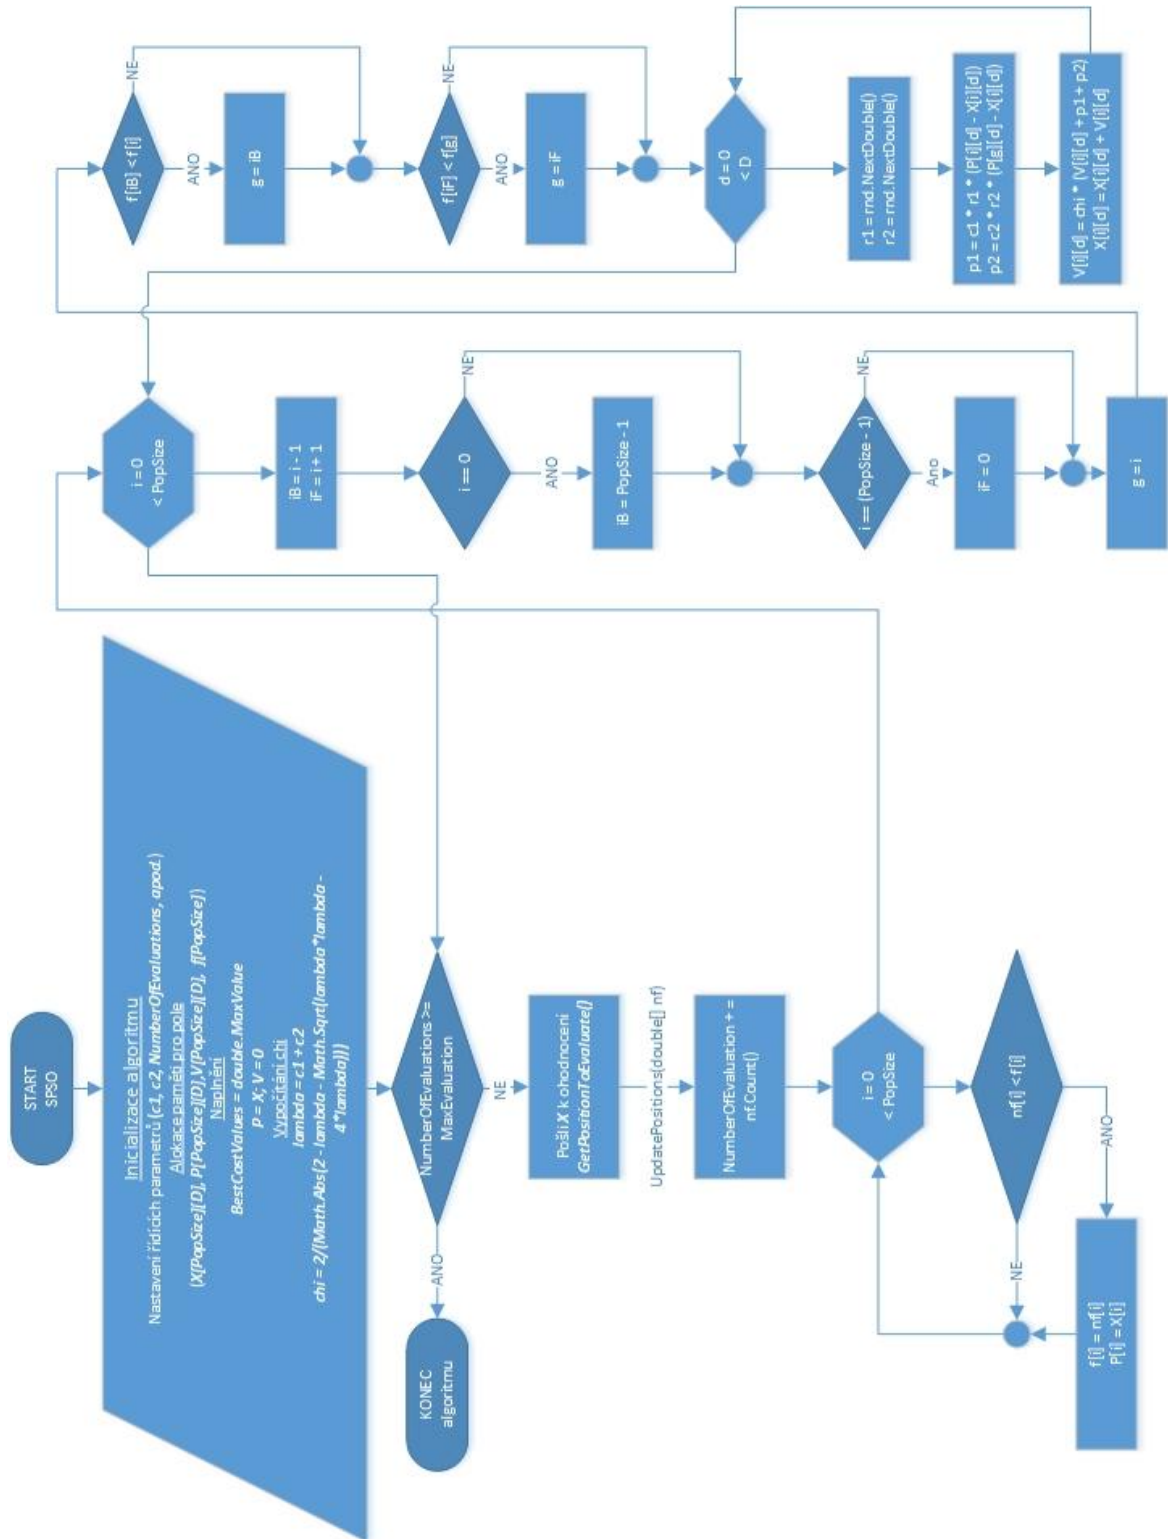 START
SPSO
Inicializace algoritmu
Nastavení řídících parametrů (c1, c2, NumberOfEvaluations, apod.)
Alokace paměti pro pole
(X[PopSize][D], P[PopSize][D],V[PopSize][D], f[PopSize])
Naplnění
BestCostValues = double.MaxValue
p = X; V = 0
Vypočítání chi
lambda = c1 + c2
chi = 2/(Math.Abs(2 - lambda - Math.Sqrt(lambda*lambda -
4*lambda)))
NumberOfEvaluations >=
MaxEvaluation
ANO
KONEC
algoritmu
NE
Pošli X k ohodnocení
GetPositionToEvaluate()
UpdatePositions(double[] nf)
NumberOfEvaluation + =
nf.Count()
i = 0
< PopSize
nf[i] < f[i]
NE
ANO
f[i] = nf[i]
P[i] = X[i]
i = 0
< PopSize
iB = i - 1
iF = i + 1
i == 0
NE
ANO
iB = PopSize - 1
i == (PopSize - 1)
NE
Ano
iF = 0
g = i
f[iB] < f[i]
NE
ANO
g = iB
f[iF] < f[g]
NE
ANO
g = iF
d = 0
< D
r1 = rnd.NextDouble()
r2 = rnd.NextDouble()
p1 = c1 * r1 * (P[i][d] - X[i][d])
p2 = c2 * r2 * (P[g][d] - X[i][d])
V[i][d] = chi * (V[i][d] + p1 + p2)
X[i][d] = X[i][d] + V[i][d]